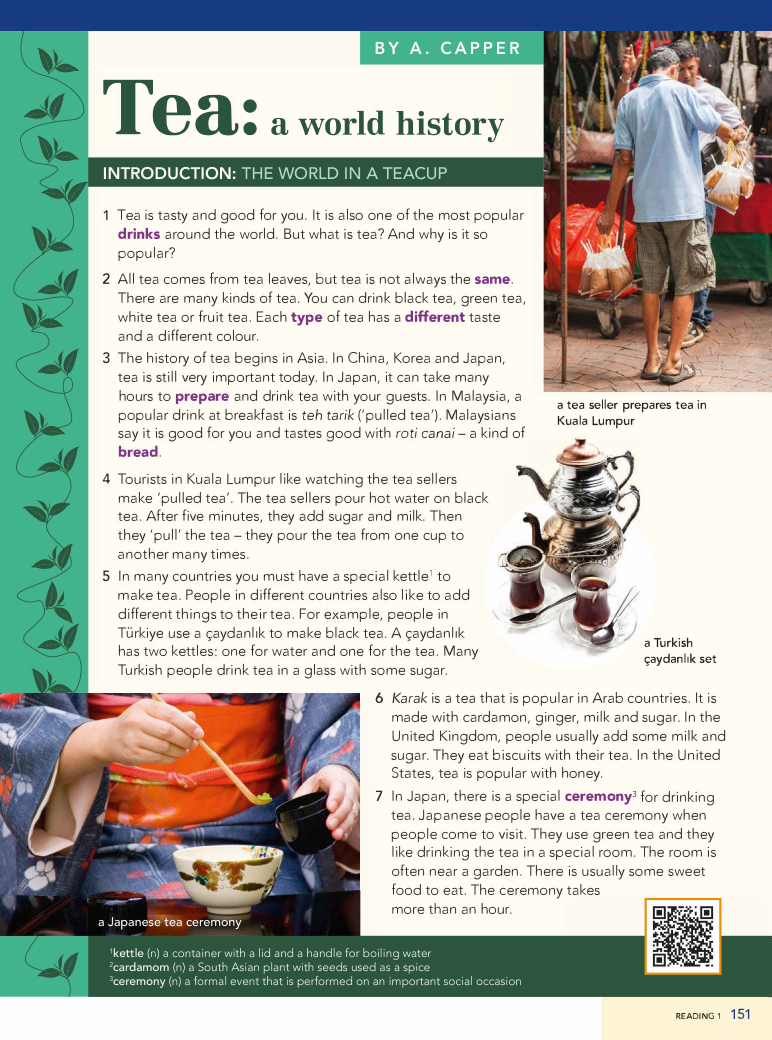 BY A. CAPPER
Tea: a world history
INTRODUCTION: THE WORLD IN A TEACUP
1 Tea is tasty and good for you. It is also one of the most popular
drinks around the world. But what is tea? And why is it so
popular?
2 All tea comes from tea leaves, but tea is not always the same.
There are many kinds of tea. You can drink black tea, green tea,
white tea or fruit tea. Each type of tea has a different taste
and a different colour.
3 The history of tea begins in Asia. In China, Korea and Japan,
tea is still very important today. In Japan, it can take many
hours to prepare and drink tea with your guests. In Malaysia, a
popular drink at breakfast is teh tarik (‘pulled tea’). Malaysians
say it is good for you and tastes good with roti canai – a kind of
bread.
a tea seller prepares tea in
Kuala Lumpur
4 Tourists in Kuala Lumpur like watching the tea sellers
make ‘pulled tea’. The tea sellers pour hot water on black
tea. After five minutes, they add sugar and milk. Then
they ‘pull’ the tea – they pour the tea from one cup to
another many times.
5 In many countries you must have a special kettle¹ to
make tea. People in different countries also like to add
different things to their tea. For example, people in
Türkiye use a çaydanlık to make black tea. A çaydanlık
has two kettles: one for water and one for the tea. Many
Turkish people drink tea in a glass with some sugar.
a Turkish
çaydanlık set
6 Karak is a tea that is popular in Arab countries. It is
made with cardamon, ginger, milk and sugar. In the
United Kingdom, people usually add some milk and
sugar. They eat biscuits with their tea. In the United
States, tea is popular with honey.
7 In Japan, there is a special ceremony³ for drinking
tea. Japanese people have a tea ceremony when
people come to visit. They use green tea and they
like drinking the tea in a special room. The room is
often near a garden. There is usually some sweet
food to eat. The ceremony takes
more than an hour.
a Japanese tea ceremony
¹kettle (n) a container with a lid and a handle for boiling water
²cardamom (n) a South Asian plant with seeds used as a spice
³ceremony (n) a formal event that is performed on an important social occasion
READING 1 151